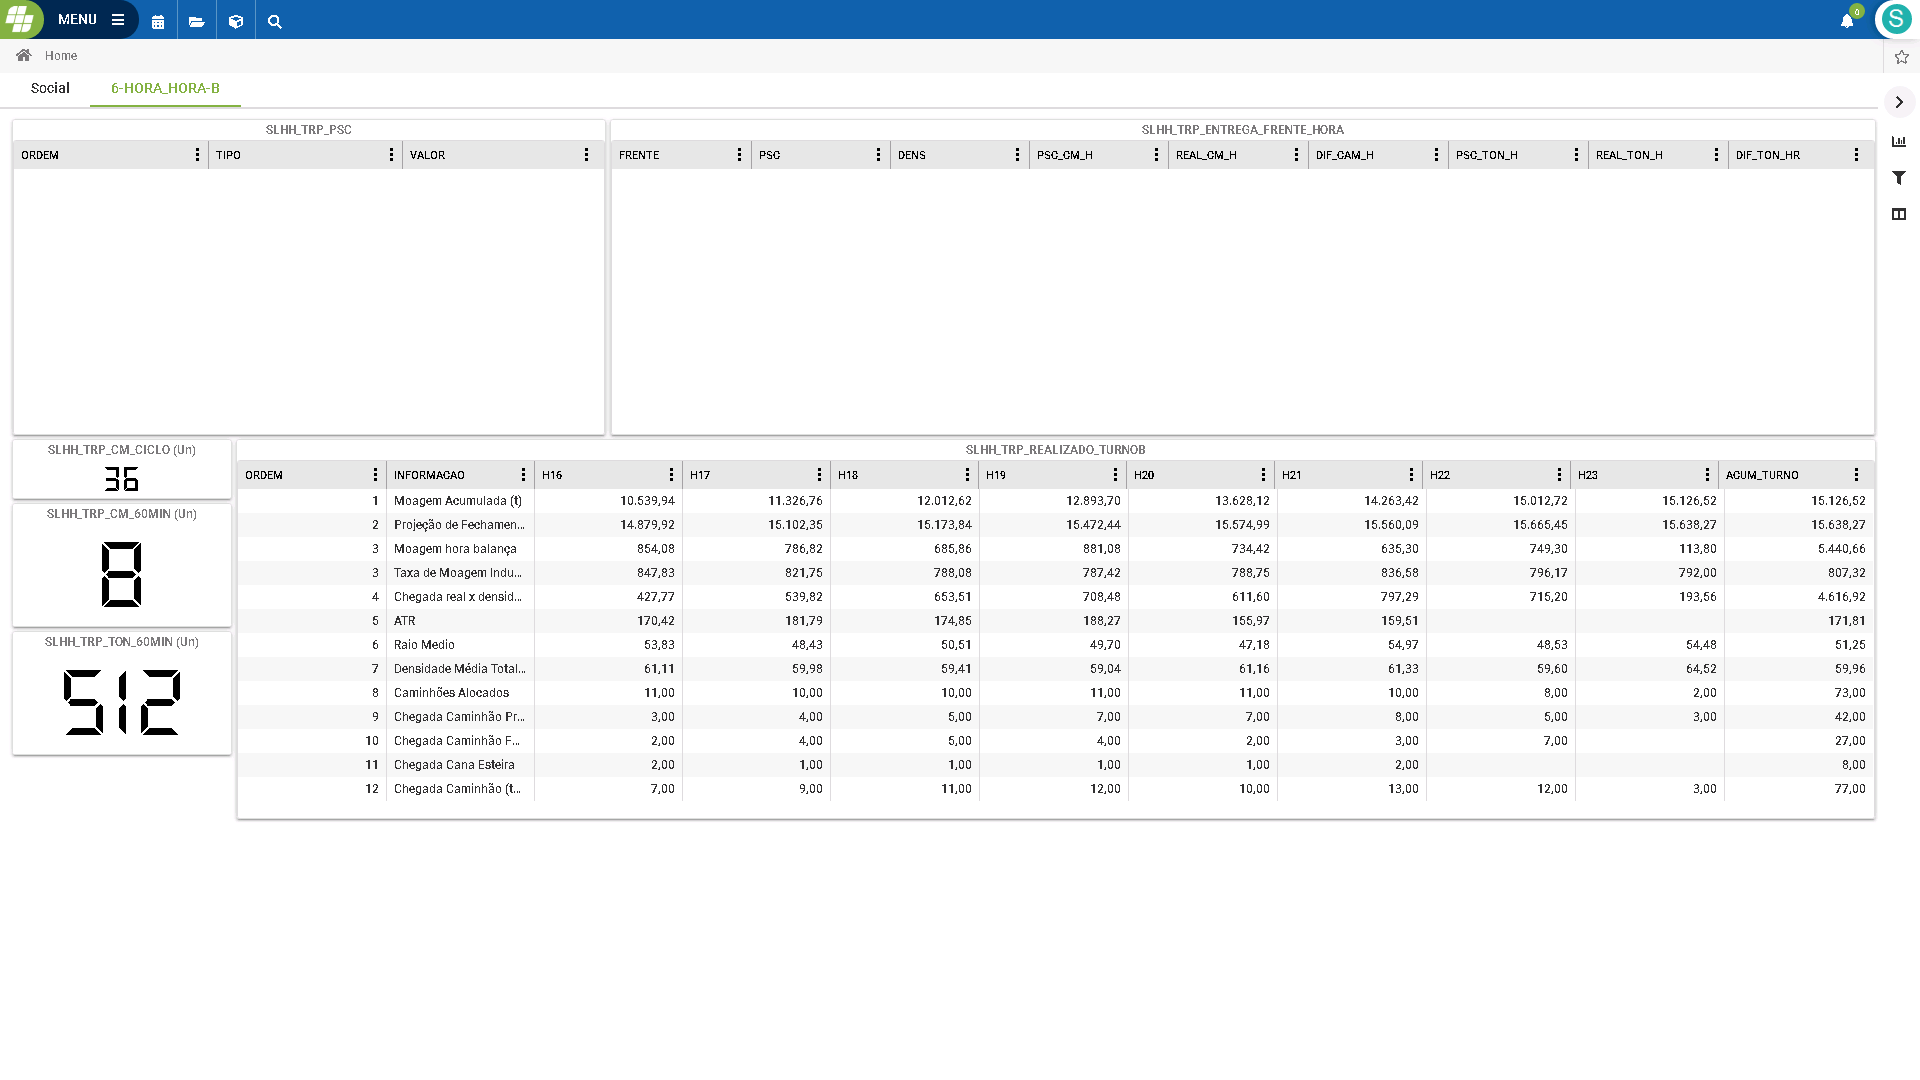 MENU
0
S
Home
Social 6-HORA_HORA-B
SLHH_TRP_PSC
ORDEM TIPO VALOR
SLHH_TRP_ENTREGA_FRENTE_HORA
FRENTE PSC DENS PSC_CM_H REAL_CM_H DIF_CAM_H PSC_TON_H REAL_TON_H DIF_TON_HR
SLHH_TRP_CM_CICLO (Un)
36
SLHH_TRP_CM_60MIN (Un)
8
SLHH_TRP_TON_60MIN (Un)
512
SLHH_TRP_REALIZADO_TURNOB
ORDEM INFORMACAO H16 H17 H18 H19 H20 H21 H22 H23 ACUM_TURNO
1 Moagem Acumulada (t) 10.539,94 11.326,76 12.012,62 12.893,70 13.628,12 14.263,42 15.012,72 15.126,52 15.126,52
2 Projeção de Fechamen... 14.879,92 15.102,35 15.173,84 15.472,44 15.574,99 15.560,09 15.665,45 15.638,27 15.638,27
3 Moagem hora balança 854,08 786,82 685,86 881,08 734,42 635,30 749,30 113,80 5.440,66
3 Taxa de Moagem Indu... 847,83 821,75 788,08 787,42 788,75 836,58 796,17 792,00 807,32
4 Chegada real x densid... 427,77 539,82 653,51 708,48 611,60 797,29 715,20 193,56 4.616,92
5 ATR 170,42 181,79 174,85 188,27 155,97 159,51 171,81
6 Raio Medio 53,83 48,43 50,51 49,70 47,18 54,97 48,53 54,48 51,25
7 Densidade Média Total... 61,11 59,98 59,41 59,04 61,16 61,33 59,60 64,52 59,96
8 Caminhões Alocados 11,00 10,00 10,00 11,00 11,00 10,00 8,00 2,00 73,00
9 Chegada Caminhão Pr... 3,00 4,00 5,00 7,00 7,00 8,00 5,00 3,00 42,00
10 Chegada Caminhão F... 2,00 4,00 5,00 4,00 2,00 3,00 7,00 27,00
11 Chegada Cana Esteira 2,00 1,00 1,00 1,00 1,00 2,00 8,00
12 Chegada Caminhão (t... 7,00 9,00 11,00 12,00 10,00 13,00 12,00 3,00 77,00